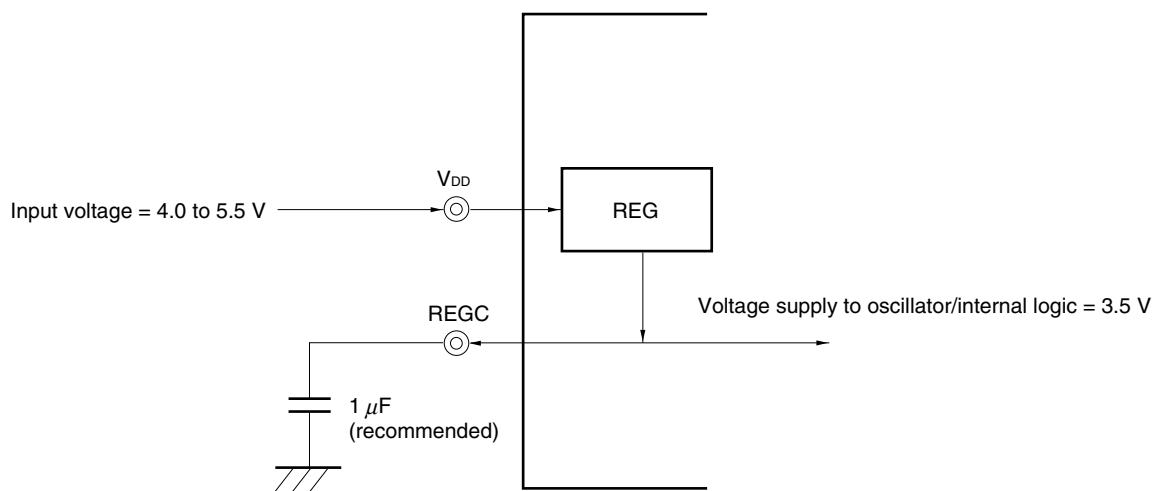 VDD
Input voltage = 4.0 to 5.5 V
REG
REGC
Voltage supply to oscillator/internal logic = 3.5 V
1 μF
(recommended)